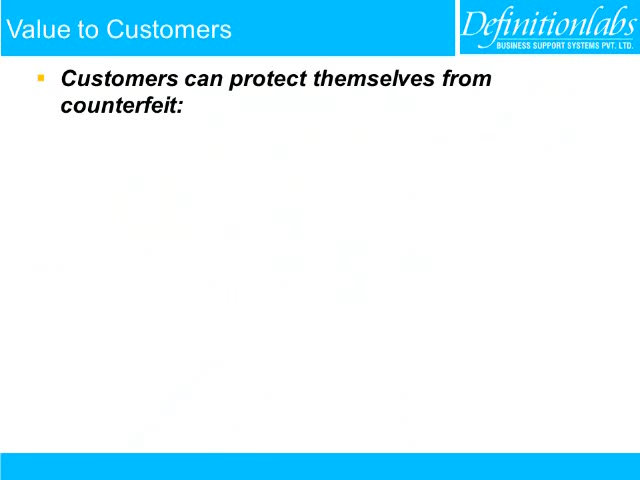 Value to Customers
Definitionlabs
BUSINESS SUPPORT SYSTEMS PVT. LTD.
▪ Customers can protect themselves from
counterfeit: